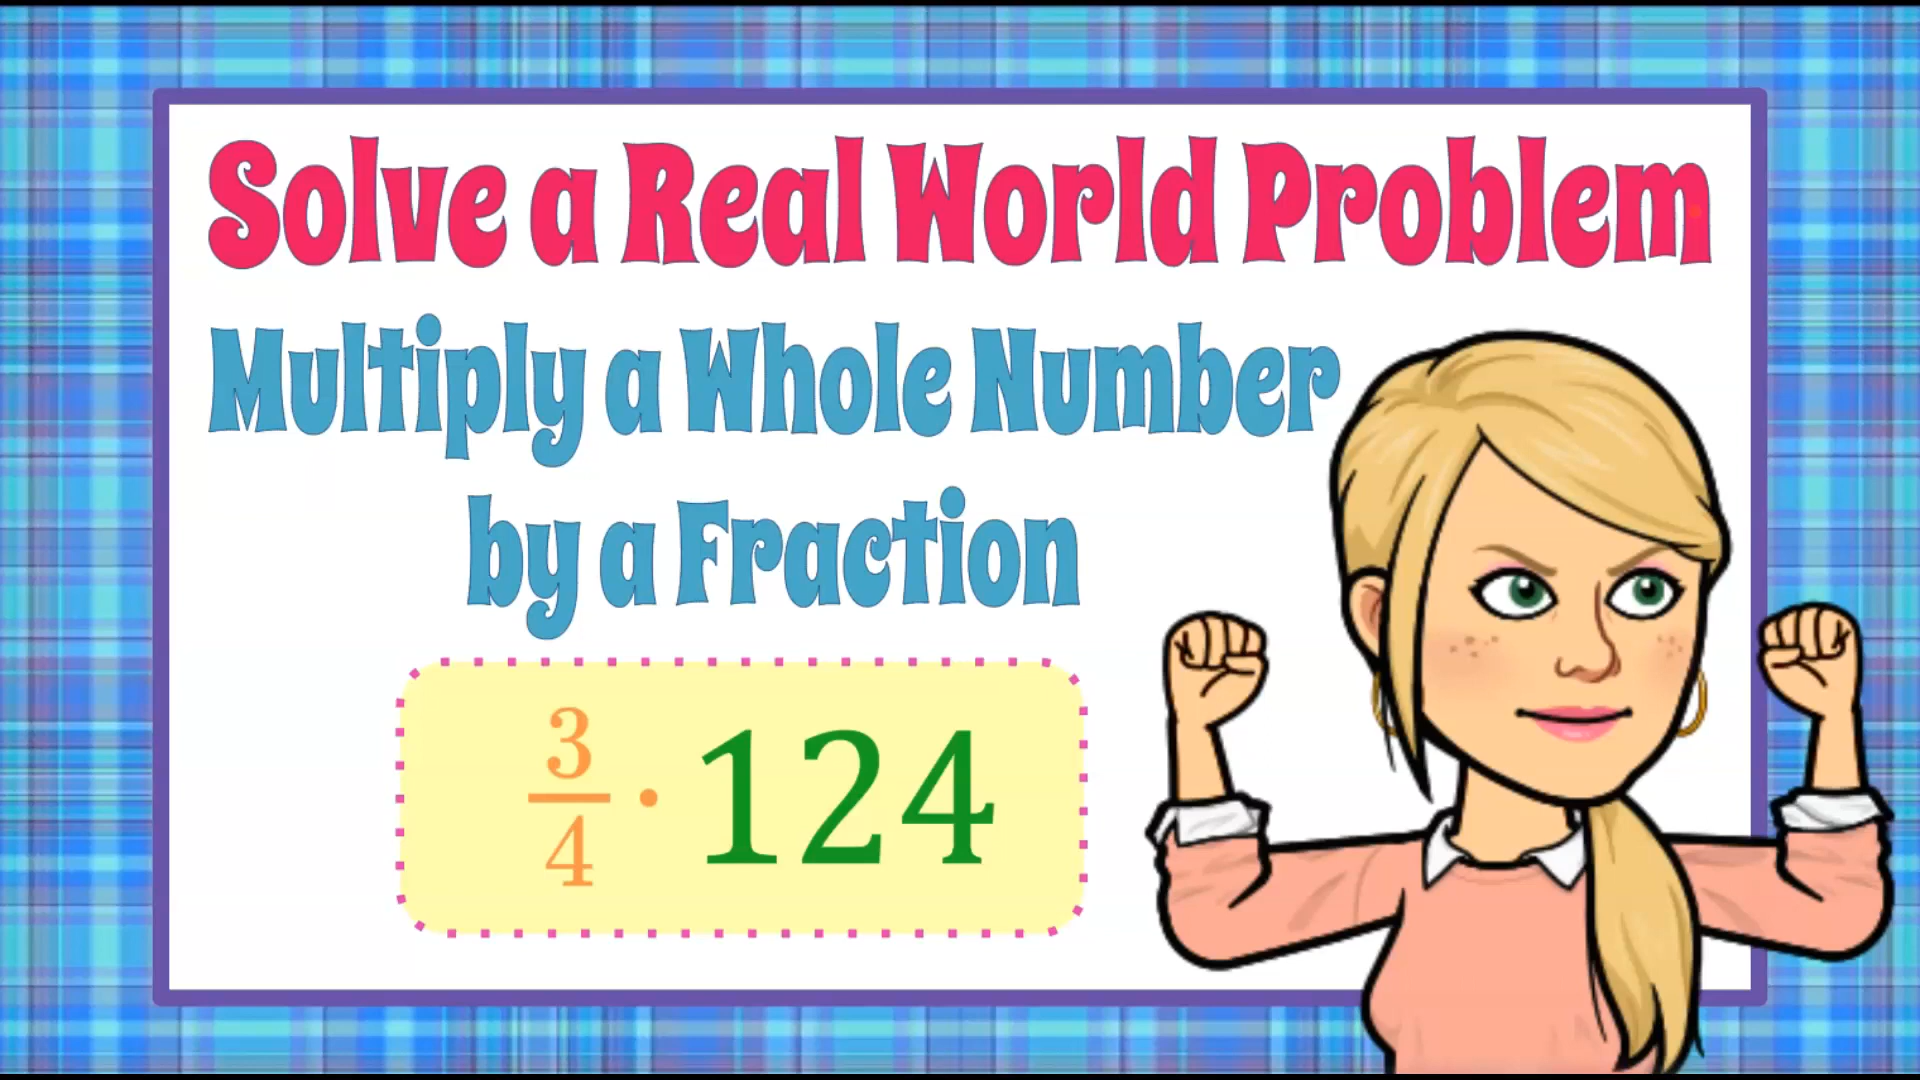 Solve a Real World Problem
Multiply a Whole Number
by a Fraction
3/4 · 124